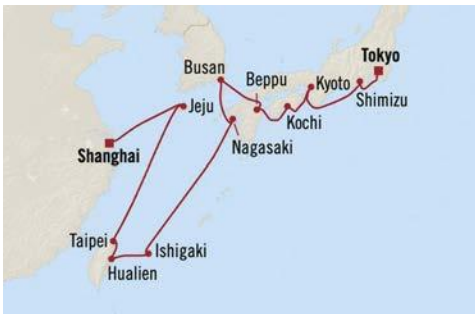 Tokyo
Busan
Beppu
Kyoto
Shimizu
Jeju
Kochi
Nagasaki
Shanghai
Taipei
Ishigaki
Hualien